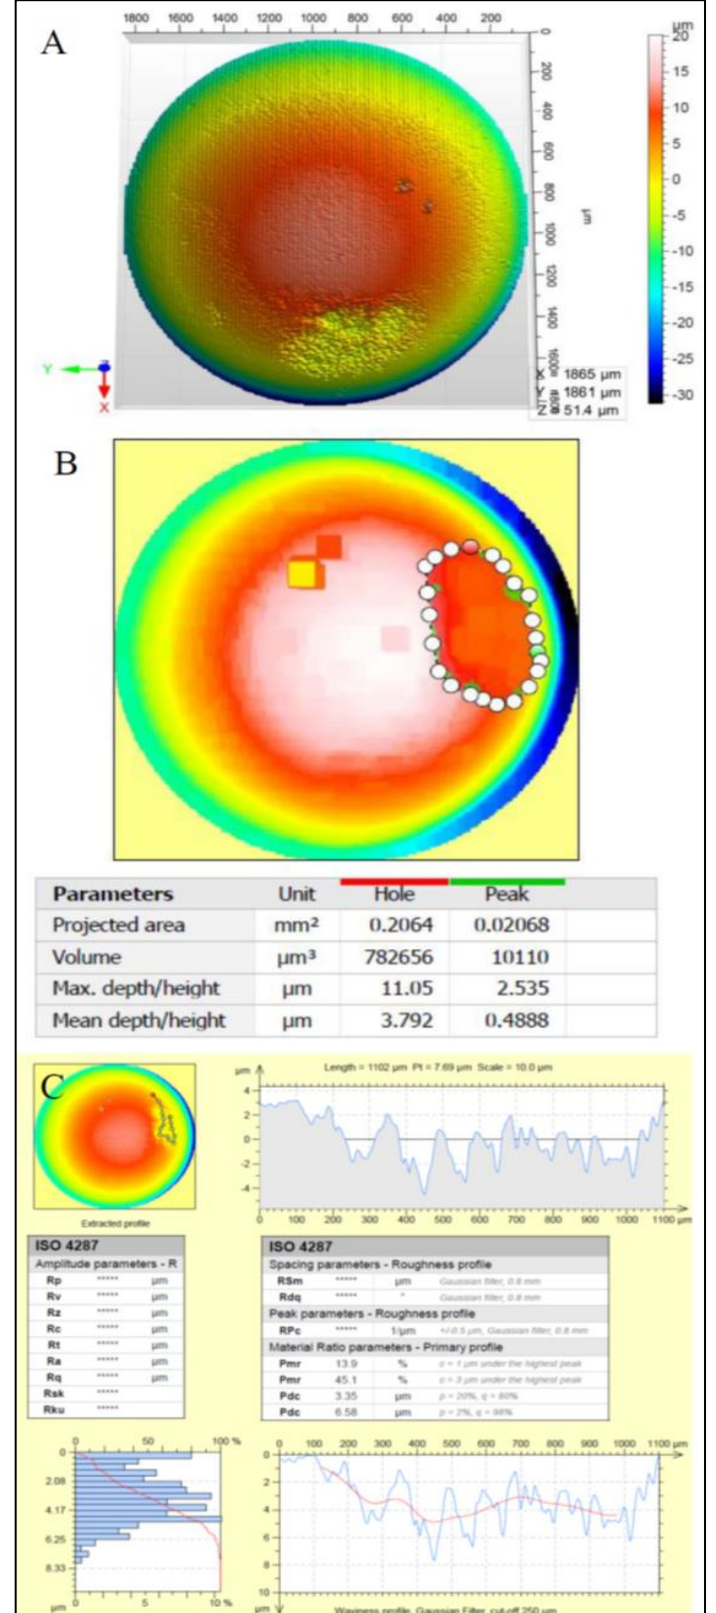 A
1800 1600 1400 1200 1000 800 600 400 200
0 200 400 600 800 1000 1200 1400 1600 1800
µm
µm
20
15
10
5
0
-5
-10
-15
-20
-25
-30
Y
Z
X
X = 1865 µm
Y = 1861 µm
Z = 51.4 µm
B
Parameters Unit Hole Peak
Projected area mm² 0.2064 0.02068
Volume µm³ 782656 10110
Max. depth/height µm 11.05 2.535
Mean depth/height µm 3.792 0.4888
C
Extracted profile
µm Length = 1102 µm Pt = 7.69 µm Scale = 10.0 µm
4
2
0
-2
-4
0 100 200 300 400 500 600 700 800 900 1000 1100 µm
ISO 4287
Amplitude parameters - R
Rp ***** µm
Rv ***** µm
Rz ***** µm
Rc ***** µm
Rt ***** µm
Ra ***** µm
Rq ***** µm
Rsk *****
Rku *****
ISO 4287
Spacing parameters - Roughness profile
RSm ***** µm Gaussian filter, 0.8 mm
Rdq ***** ° Gaussian filter, 0.8 mm
Peak parameters - Roughness profile
RPc ***** 1/µm +/-0.5 µm, Gaussian filter, 0.8 mm
Material Ratio parameters - Primary profile
Pmr 13.9 % c = 1 µm under the highest peak
Pmr 45.1 % c = 3 µm under the highest peak
Pdc 3.35 µm p = 20%, q = 80%
Pdc 6.58 µm p = 2%, q = 98%
0 50 100 %
0
2.08
4.17
6.25
8.33
µm
0 5 10 %
0 100 200 300 400 500 600 700 800 900 1000 1100 µm
0
2
4
6
8
10
µm
Waviness profile, Gaussian Filter, cut-off 250 µm